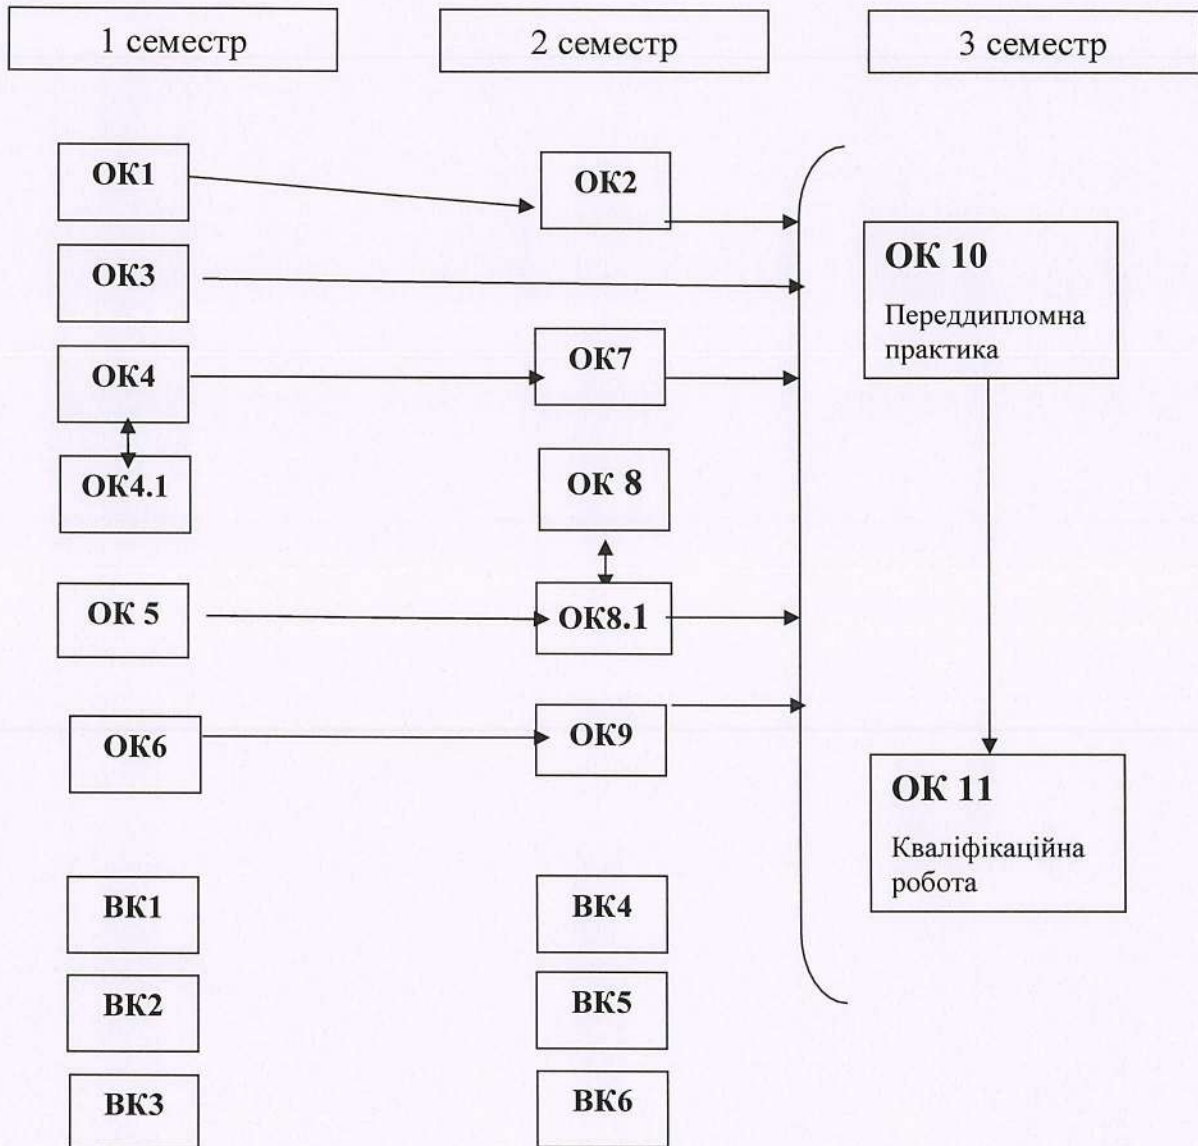 1 семестр
2 семестр
3 семестр
ОК1
ОК2
ОК3
ОК 10
Переддипломна
практика
ОК4
ОК7
ОК4.1
ОК 8
ОК 5
ОК8.1
ОК6
ОК9
ОК 11
Кваліфікаційна
робота
ВК1
ВК4
ВК2
ВК5
ВК3
ВК6